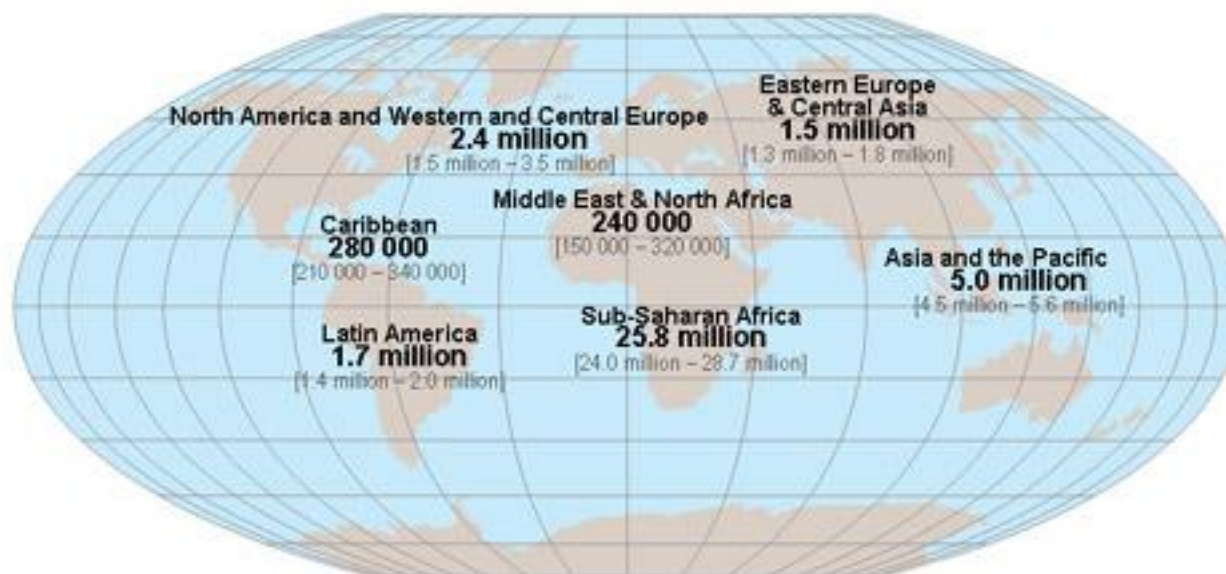 North America and Western and Central Europe
2.4 million
[1.5 million – 3.5 million]
Eastern Europe
& Central Asia
1.5 million
[1.3 million – 1.8 million]
Middle East & North Africa
240 000
[150 000 – 320 000]
Caribbean
280 000
[210 000 – 340 000]
Asia and the Pacific
5.0 million
[4.5 million – 5.6 million]
Latin America
1.7 million
[1.4 million – 2.0 million]
Sub-Saharan Africa
25.8 million
[24.0 million – 28.7 million]